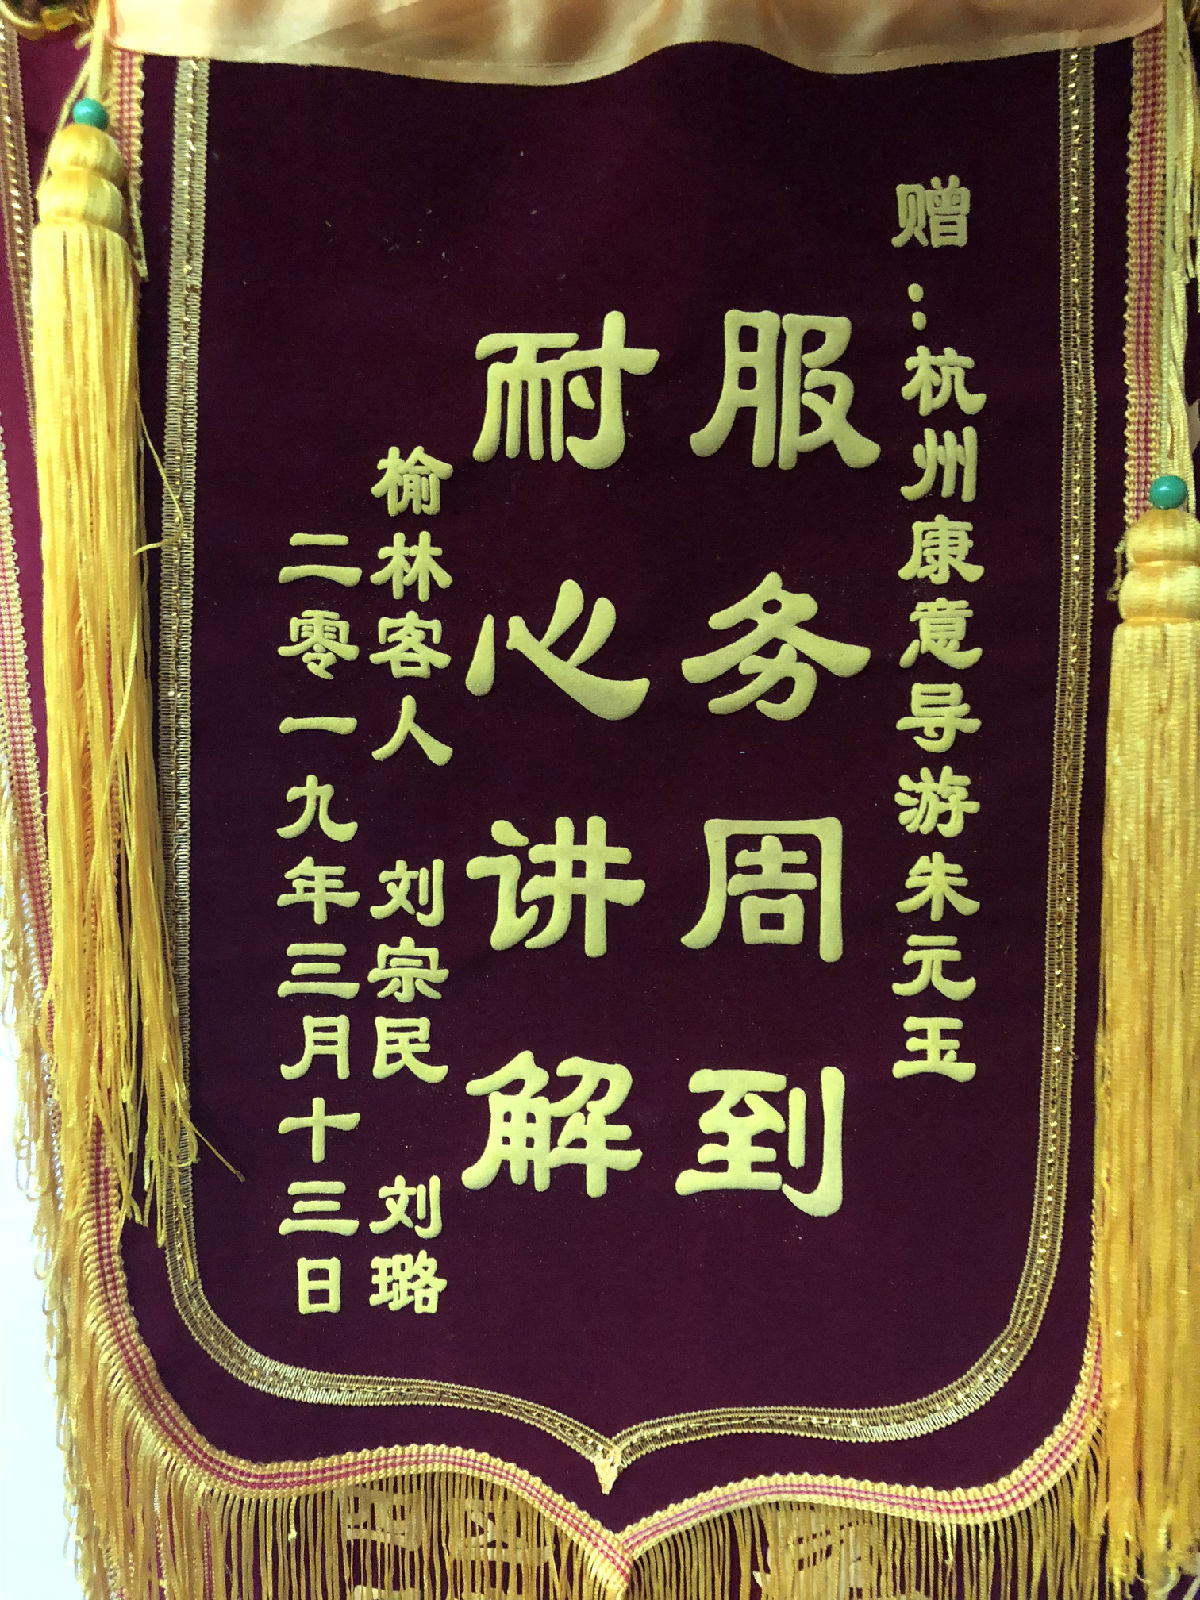 赠：杭州康意导游朱元玉
服务周到
耐心讲解
榆林客人 刘宗民 刘璐
二零一九年三月十三日